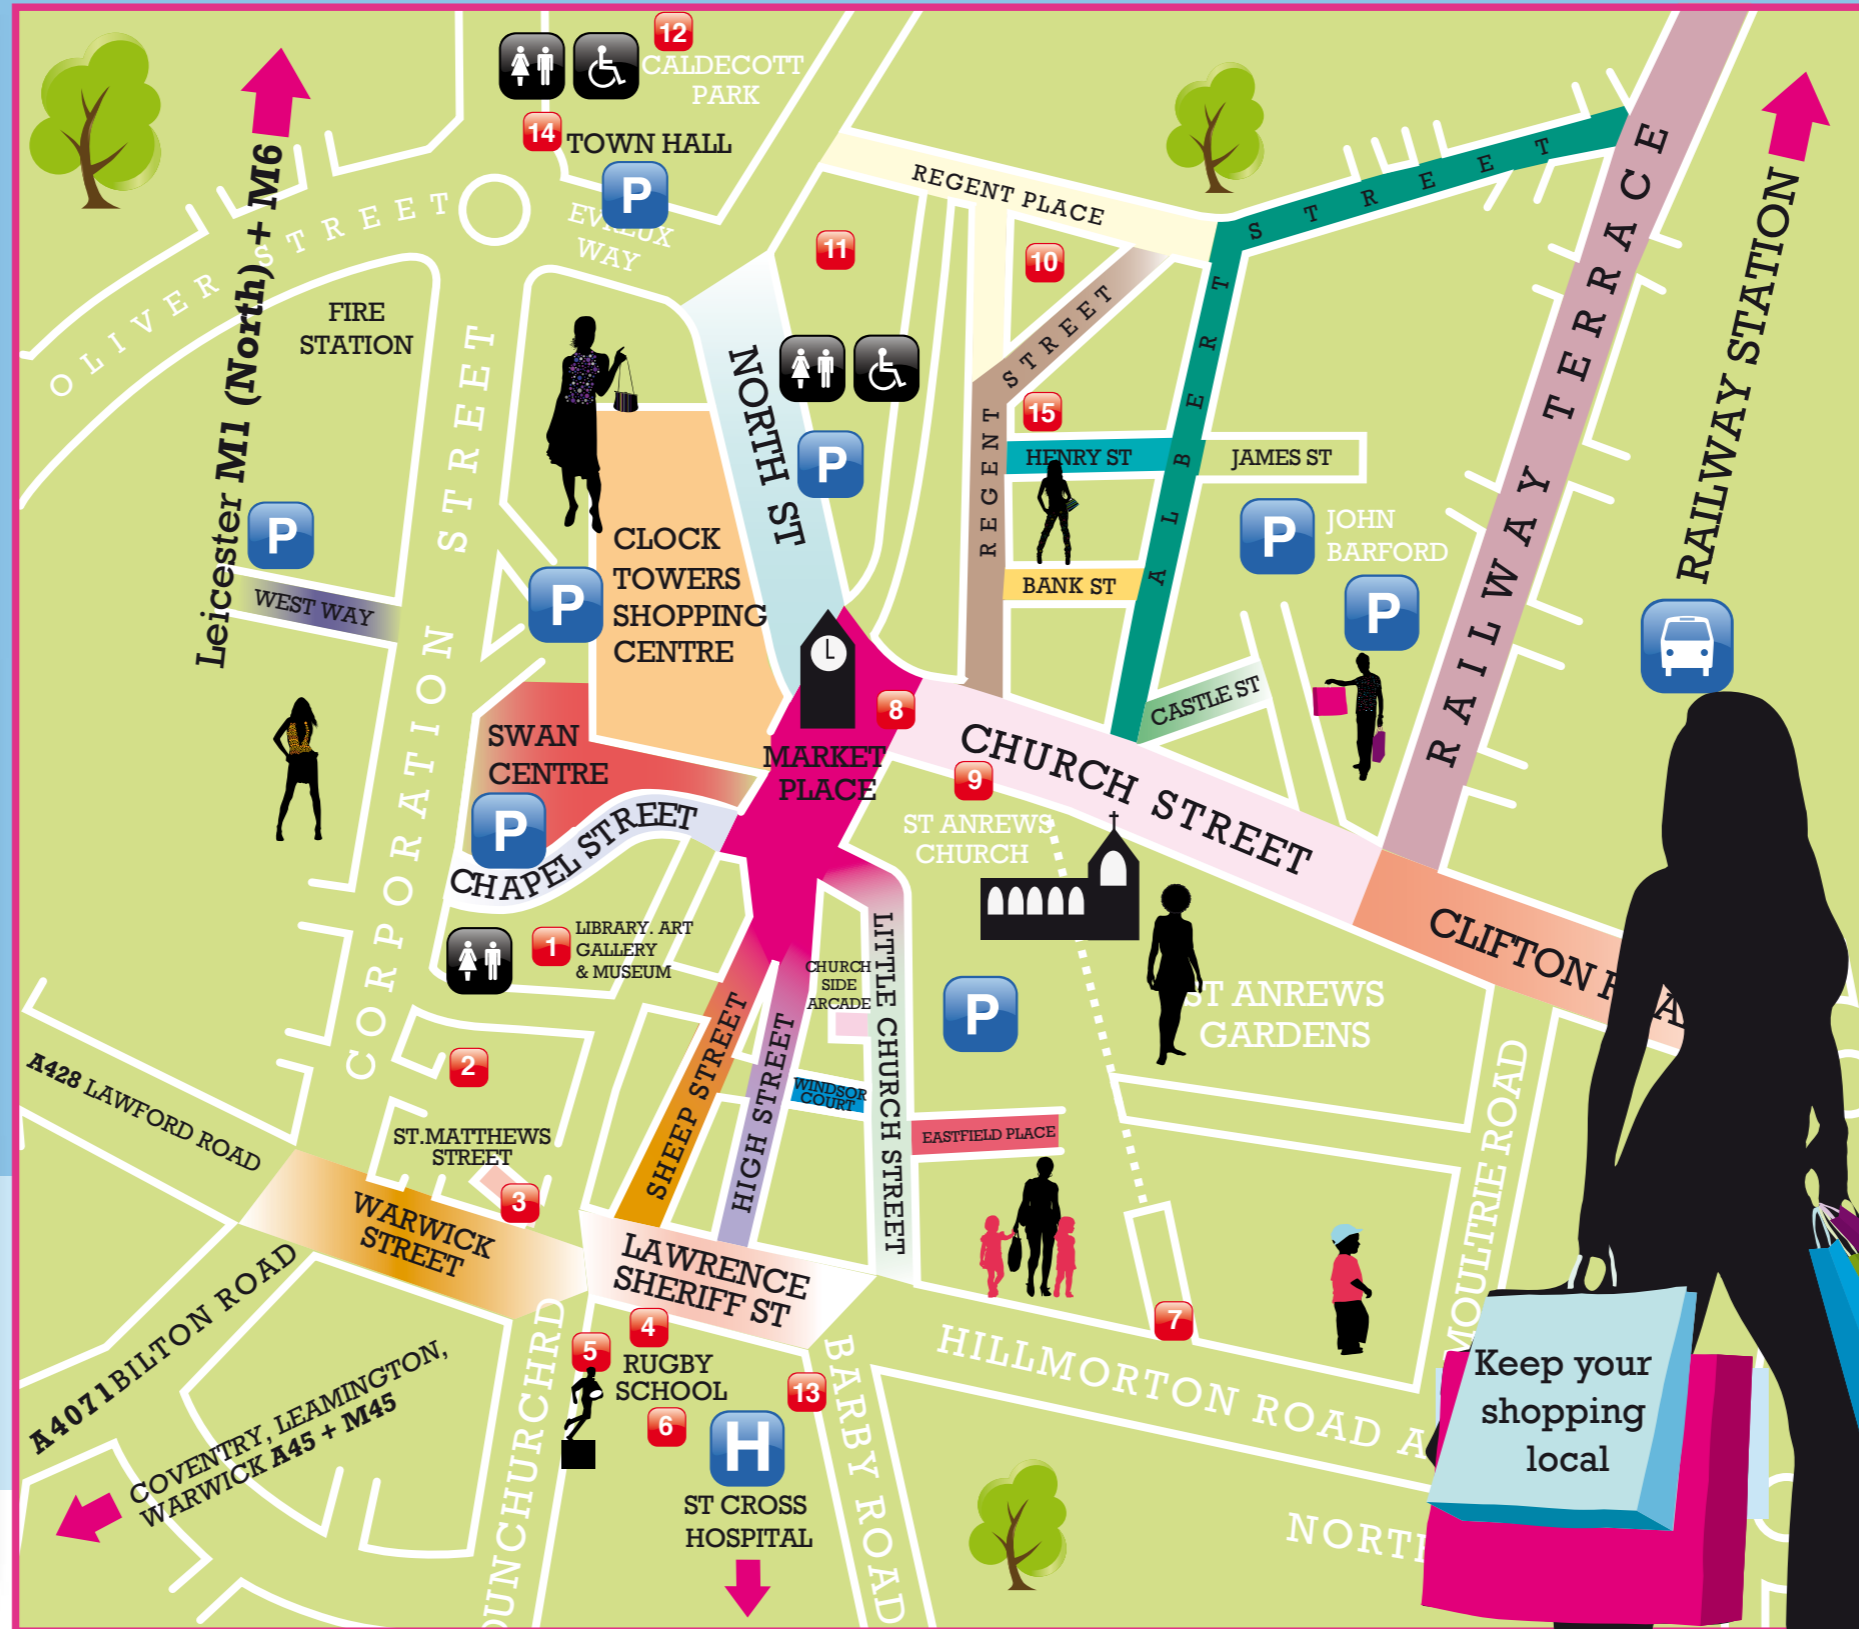 12
CALDECOTT
PARK
14
TOWN HALL
P
EVREUX
WAY
Leicester M1 (North) + M6
OLIVER STREET
FIRE
STATION
REGENT PLACE
11
10
ALBERT STREET
REGENT STREET
RAILWAY TERRACE
RAILWAY STATION
NORTH ST
P
15
HENRY ST
JAMES ST
BANK ST
P
JOHN
BARFORD
P
P
WEST WAY
CORPORATION STREET
P
CLOCK
TOWERS
SHOPPING
CENTRE
SWAN
CENTRE
P
CHAPEL STREET
8
MARKET
PLACE
CASTLE ST
CHURCH STREET
9
ST ANREWS
CHURCH
CLIFTON R A
1
LIBRARY. ART
GALLERY
& MUSEUM
CHURCH
SIDE
ARCADE
LITTLE CHURCH STREET
P
ST ANREWS
GARDENS
SHEEP STREET
HIGH STREET
WINDSOR
COURT
EASTFIELD PLACE
2
A428 LAWFORD ROAD
ST.MATTHEWS
STREET
3
WARWICK
STREET
LAWRENCE
SHERIFF ST
MOULTRIE ROAD
A4071 BILTON ROAD
COVENTRY, LEAMINGTON,
WARWICK A45 + M45
OUNCHURCHRD
4
5
RUGBY
SCHOOL
6
13
H
ST CROSS
HOSPITAL
BARBY ROAD
7
HILLMORTON ROAD A
NORTH
Keep your
shopping
local